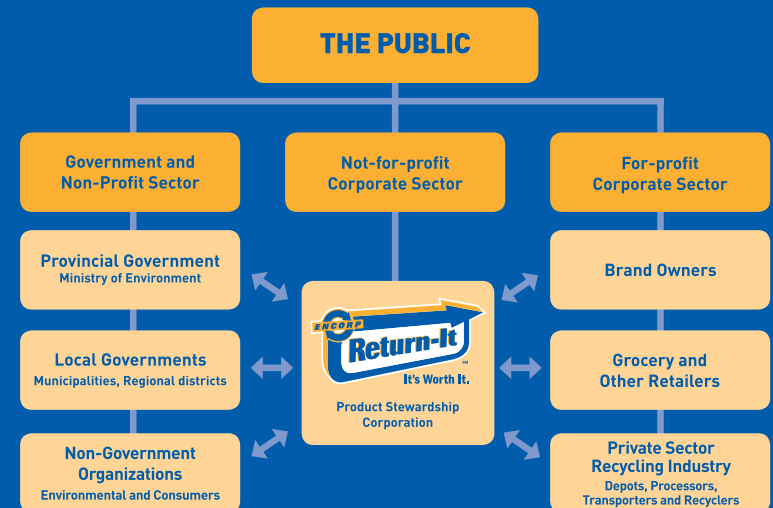 THE PUBLIC
Government and
Non-Profit Sector
Not-for-profit
Corporate Sector
For-profit
Corporate Sector
Provincial Government
Ministry of Environment
Local Governments
Municipalities, Regional districts
Non-Government
Organizations
Environmental and Consumers
ENCORP
Return-It
™
It's Worth It.
Product Stewardship
Corporation
Brand Owners
Grocery and
Other Retailers
Private Sector
Recycling Industry
Depots, Processors,
Transporters and Recyclers